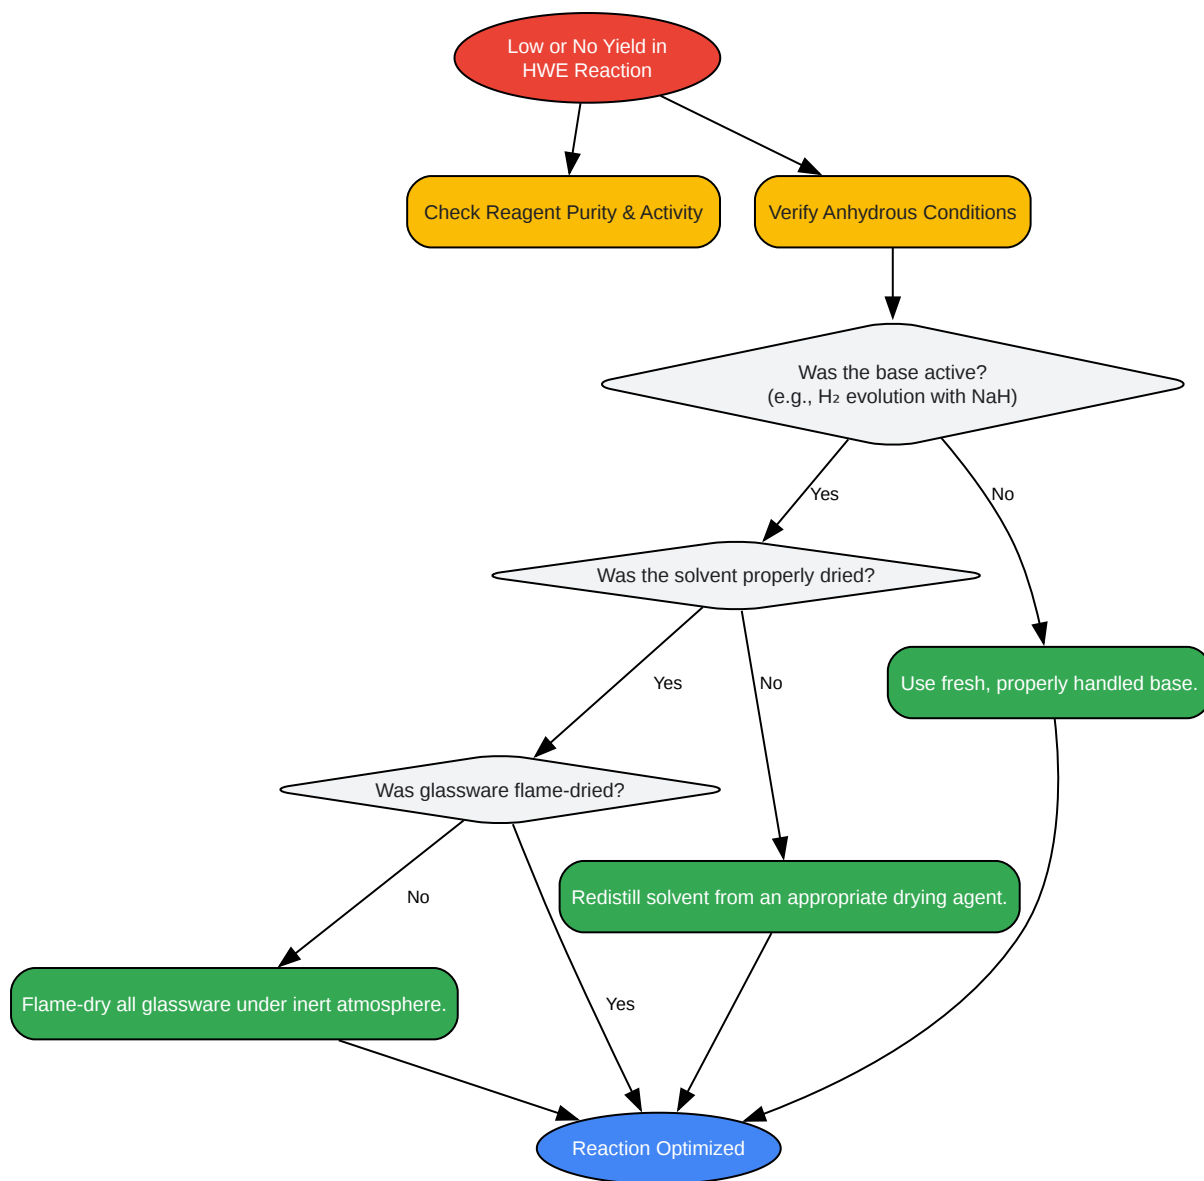 Low or No Yield in
HWE Reaction
Check Reagent Purity & Activity
Verify Anhydrous Conditions
Was the base active?
(e.g., H₂ evolution with NaH)
Yes
No
Was the solvent properly dried?
Yes
No
Use fresh, properly handled base.
Was glassware flame-dried?
No
Redistill solvent from an appropriate drying agent.
Flame-dry all glassware under inert atmosphere.
Yes
Reaction Optimized